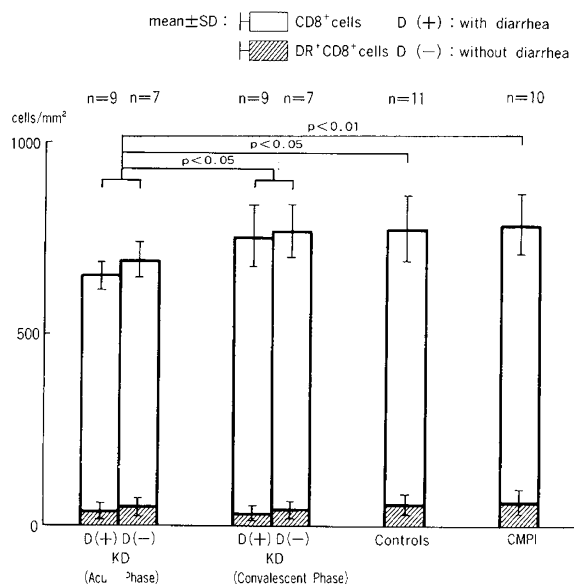 mean±SD : CD8⁺cells D (+) : with diarrhea
DR⁺CD8⁺cells D (−) : without diarrhea
n=9 n=7 n=9 n=7 n=11 n=10
cells/mm²
p<0.01
p<0.05
p<0.05
1000
500
0
D(+) D(−) D(+) D(−) Controls CMPI
KD KD
(Acu Phase) (Convalescent Phase)